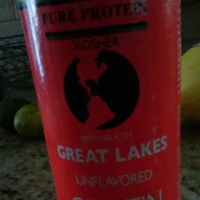 PURE PROTEIN
KOSHER
GREAT LAKES
UNFLAVORED